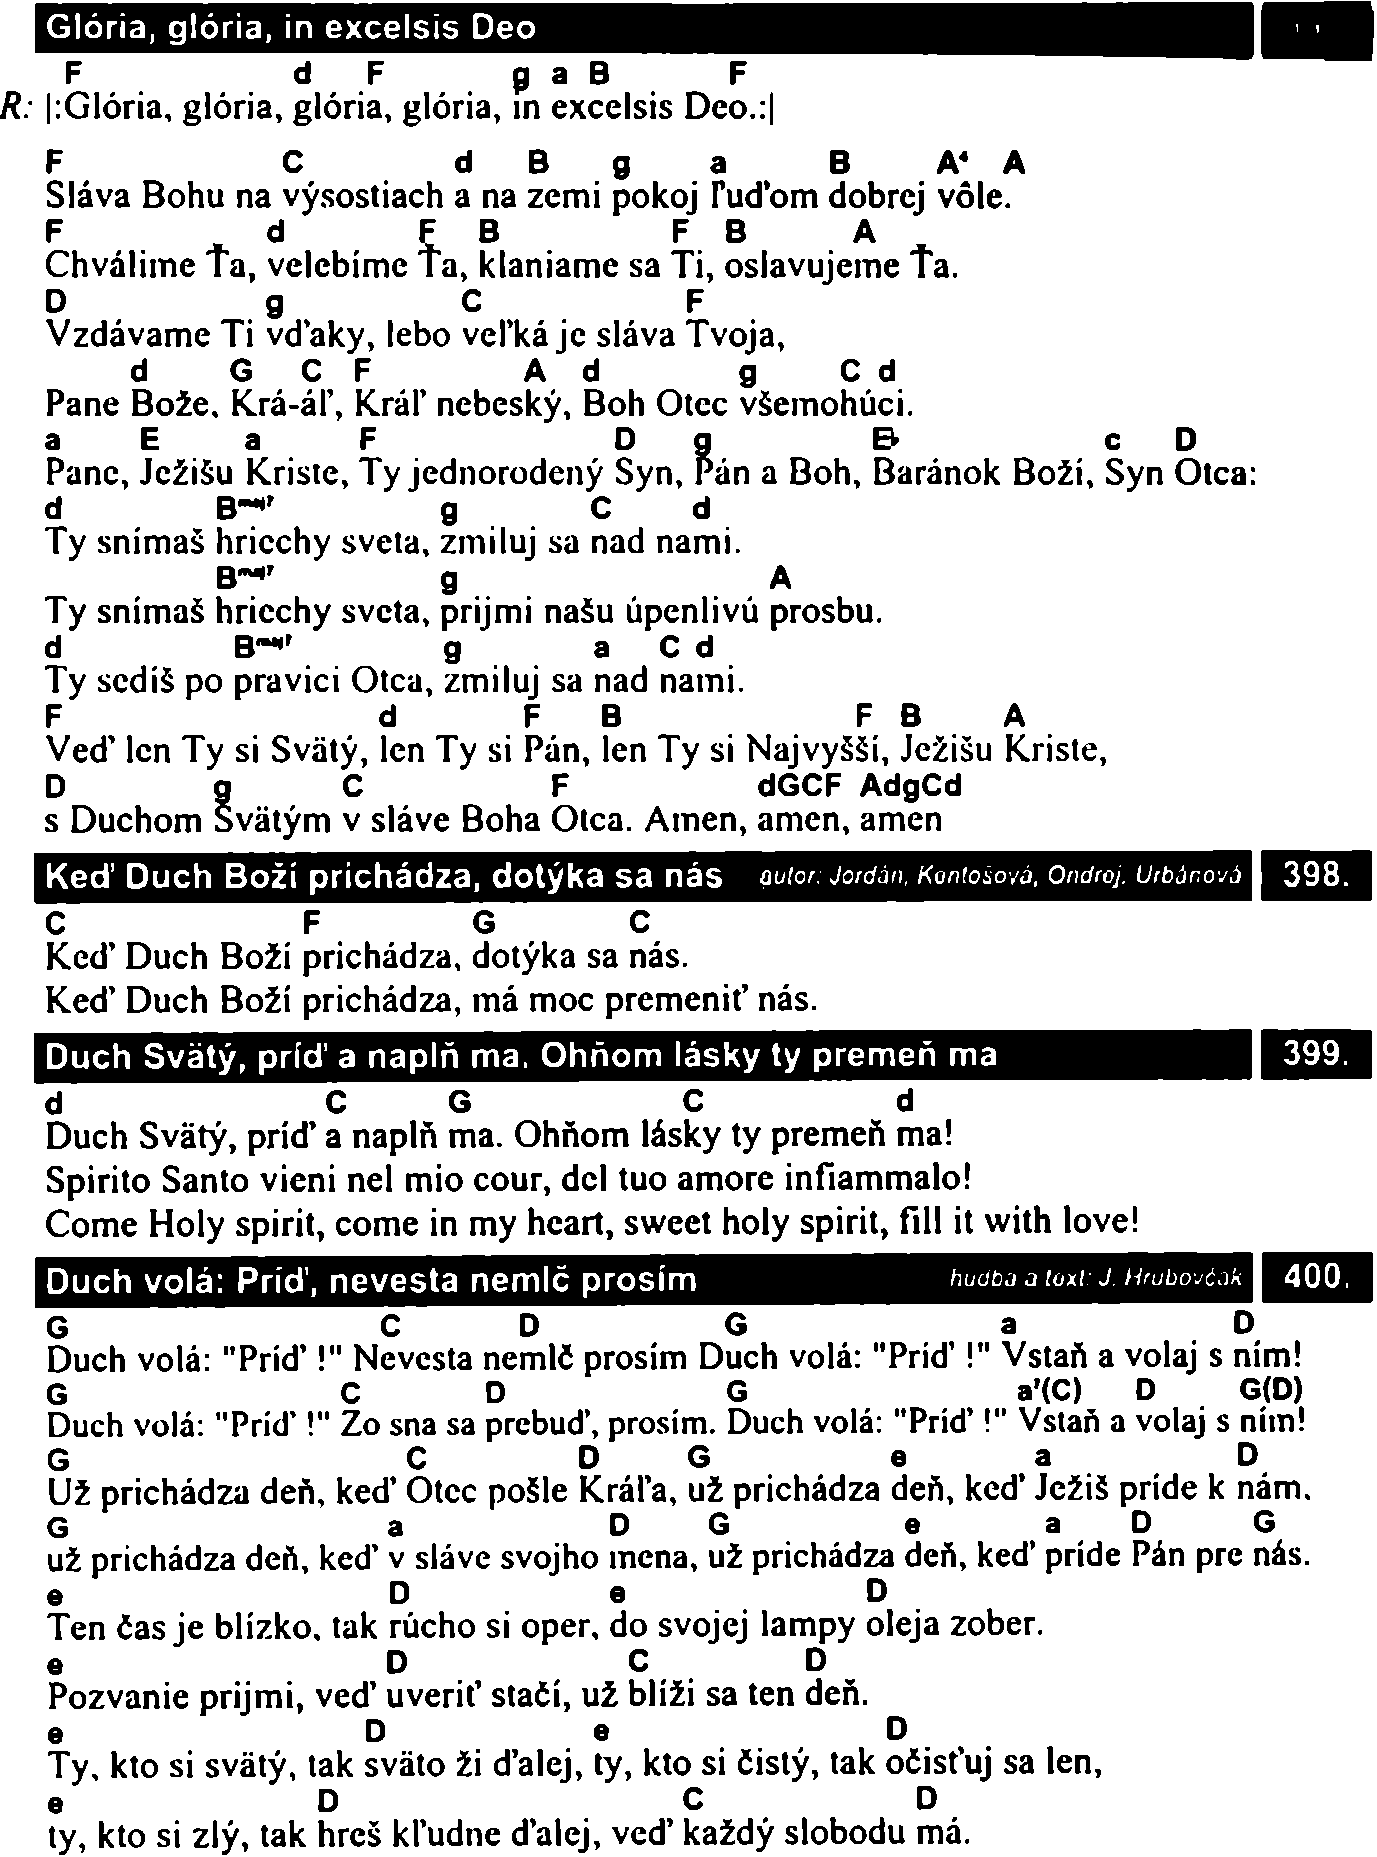 Glória, glória, in excelsis Deo
F d F g a B F
R: |:Glória, glória, glória, glória, in excelsis Deo.:|
F C d B g a B A⁴ A
Sláva Bohu na výsostiach a na zemi pokoj ľuďom dobrej vôle.
F d F B F B A
Chválime Ťa, velebíme Ťa, klaniame sa Ti, oslavujeme Ťa.
D g C F
Vzdávame Ti vďaky, lebo veľká je sláva Tvoja,
d G C F A d g C d
Pane Bože, Krá-áľ, Kráľ nebeský, Boh Otec všemohúci.
a E a F D g c D
Pane, Ježišu Kriste, Ty jednorodený Syn, Pán a Boh, Baránok Boží, Syn Otca:
d B g C d
Ty snímaš hriechy sveta, zmiluj sa nad nami.
B g A
Ty snímaš hriechy sveta, prijmi našu úpenlivú prosbu.
d B g a C d
Ty sedíš po pravici Otca, zmiluj sa nad nami.
F d F B F B A
Veď len Ty si Svätý, len Ty si Pán, len Ty si Najvyšší, Ježišu Kriste,
D g C F dGCF AdgCd
s Duchom Svätým v sláve Boha Otca. Amen, amen, amen
Keď Duch Boží prichádza, dotýka sa nás autor: Jordán, Kontošová, Ondroj, Urbánová 398.
C F G C
Keď Duch Boží prichádza, dotýka sa nás.
Keď Duch Boží prichádza, má moc premeniť nás.
Duch Svätý, príď a naplň ma. Ohňom lásky ty premeň ma 399.
d C G C d
Duch Svätý, príď a naplň ma. Ohňom lásky ty premeň ma!
Spirito Santo vieni nel mio cour, del tuo amore infiammalo!
Come Holy spirit, come in my heart, sweet holy spirit, fill it with love!
Duch volá: Príď, nevesta nemlč prosím hudba a text: J. Hrubovčák 400.
G C D G a D
Duch volá: "Príď !" Nevesta nemlč prosím Duch volá: "Príď !" Vstaň a volaj s ním!
G C D G a'(C) D G(D)
Duch volá: "Príď !" Zo sna sa prebuď, prosím. Duch volá: "Príď !" Vstaň a volaj s ním!
G C D G e a D
Už prichádza deň, keď Otec pošle Kráľa, už prichádza deň, keď Ježiš príde k nám.
G a D G e a D G
už prichádza deň, keď v sláve svojho mena, už prichádza deň, keď príde Pán pre nás.
e D e D
Ten čas je blízko, tak rúcho si oper, do svojej lampy oleja zober.
e D C D
Pozvanie prijmi, veď uveriť stačí, už blíži sa ten deň.
e D e D
Ty, kto si svätý, tak sväto ži ďalej, ty, kto si čistý, tak očisťuj sa len,
e D C D
ty, kto si zlý, tak hreš kľudne ďalej, veď každý slobodu má.